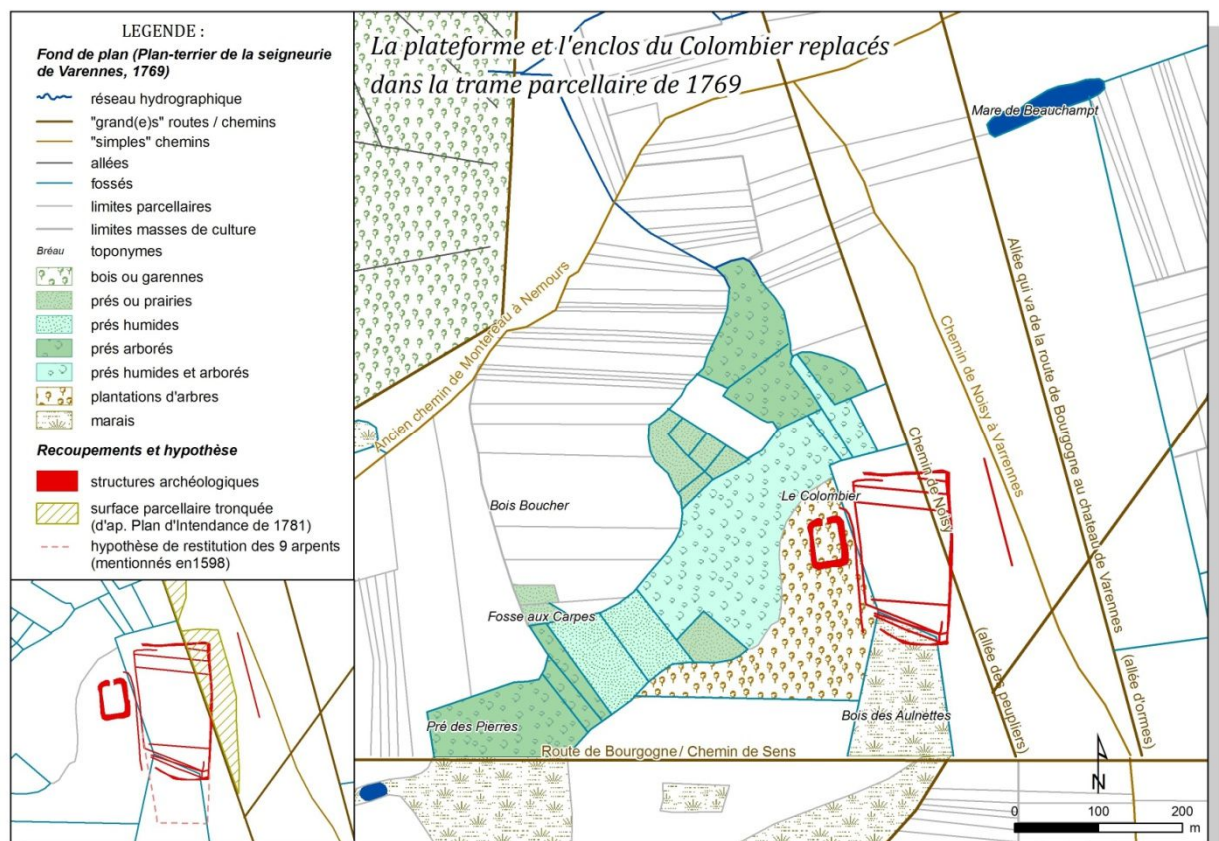 LEGENDE :
Fond de plan (Plan-terrier de la seigneurie
de Varennes, 1769)
réseau hydrographique
"grand(e)s" routes / chemins
"simples" chemins
allées
fossés
limites parcellaires
limites masses de culture
Bréau toponymes
bois ou garennes
prés ou prairies
prés humides
prés arborés
prés humides et arborés
plantations d'arbres
marais
Recoupements et hypothèse
structures archéologiques
surface parcellaire tronquée
(d'ap. Plan d'Intendance de 1781)
hypothèse de restitution des 9 arpents
(mentionnés en1598)
La plateforme et l'enclos du Colombier replacés
dans la trame parcellaire de 1769
Mare de Beauchampt
Ancien chemin de Montereau à Nemours
Chemin de Noisy à Varrennes
Allée qui va de la route de Bourgogne au chateau de Varennes
(allée d'ormes)
Chemin de Noisy
(allée des peupliers)
Le Colombier
Bois Boucher
Fosse aux Carpes
Pré des Pierres
Bois des Aulnettes
Route de Bourgogne / Chemin de Sens
N
0 100 200
m